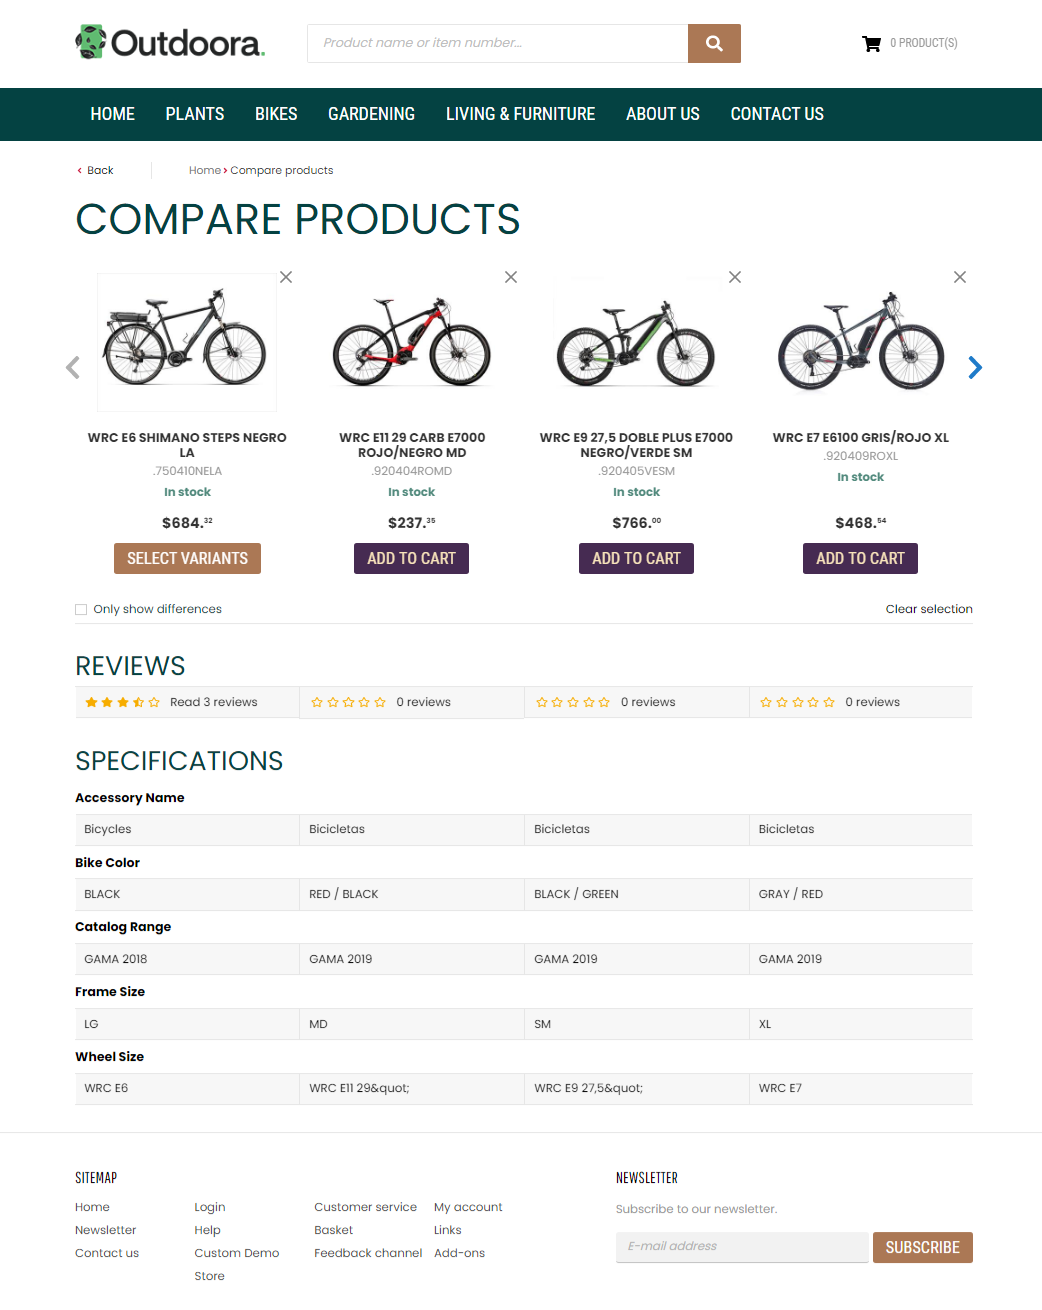 Outdoora.
Product name or item number...
0 PRODUCT(S)
HOME PLANTS BIKES GARDENING LIVING & FURNITURE ABOUT US CONTACT US
Back Home Compare products
COMPARE PRODUCTS
WRC E6 SHIMANO STEPS NEGRO
LA
.750410NELA
In stock
$684.32
SELECT VARIANTS
WRC E11 29 CARB E7000
ROJO/NEGRO MD
.920404ROMD
In stock
$237.35
ADD TO CART
WRC E9 27,5 DOBLE PLUS E7000
NEGRO/VERDE SM
.920405VESM
In stock
$766.00
ADD TO CART
WRC E7 E6100 GRIS/ROJO XL
.920409ROXL
In stock
$468.54
ADD TO CART
Only show differences
Clear selection
REVIEWS
Read 3 reviews 0 reviews 0 reviews 0 reviews
SPECIFICATIONS
Accessory Name
Bicycles Bicicletas Bicicletas Bicicletas
Bike Color
BLACK RED / BLACK BLACK / GREEN GRAY / RED
Catalog Range
GAMA 2018 GAMA 2019 GAMA 2019 GAMA 2019
Frame Size
LG MD SM XL
Wheel Size
WRC E6 WRC E11 29&quot; WRC E9 27,5&quot; WRC E7
SITEMAP
Home Login Customer service My account
Newsletter Help Basket Links
Contact us Custom Demo Feedback channel Add-ons
Store
NEWSLETTER
Subscribe to our newsletter.
E-mail address
SUBSCRIBE